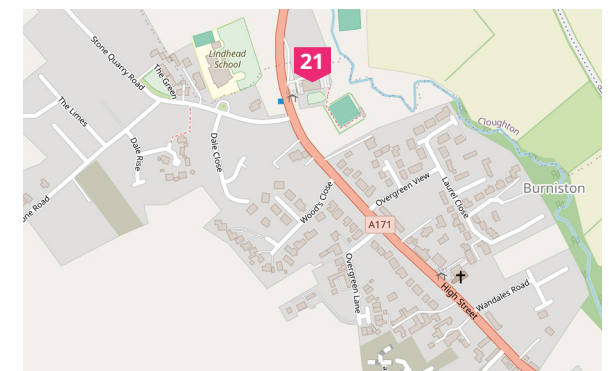 Lindhead
School
21
Stone Quarry Road
The Green
The Limes
Dale Rise
Dale Close
Cloughton
Burniston
Wood's Close
Overgreen View
Laurel Close
ne Road
A171
Overgreen Lane
High Street
Wandales Road